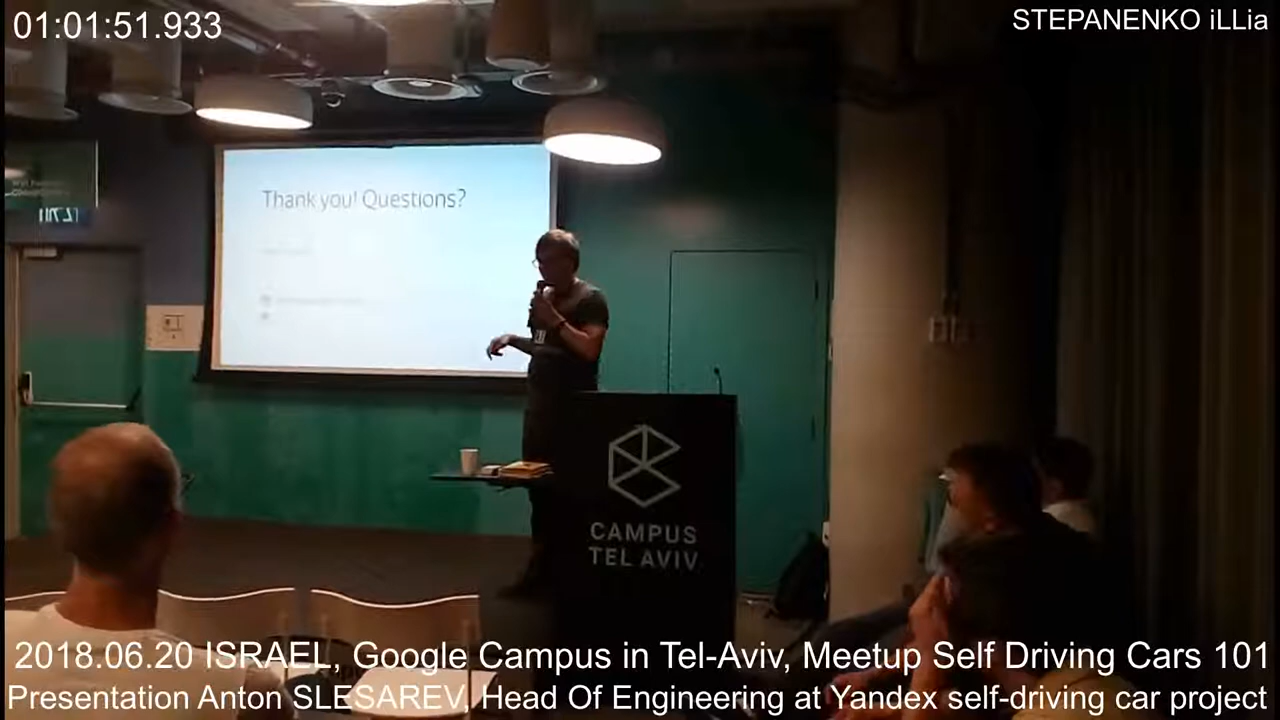 01:01:51.933
STEPANENKO iLLia
Thank you! Questions?
CAMPUS
TEL AVIV
2018.06.20 ISRAEL, Google Campus in Tel-Aviv, Meetup Self Driving Cars 101
Presentation Anton SLESAREV, Head Of Engineering at Yandex self-driving car project